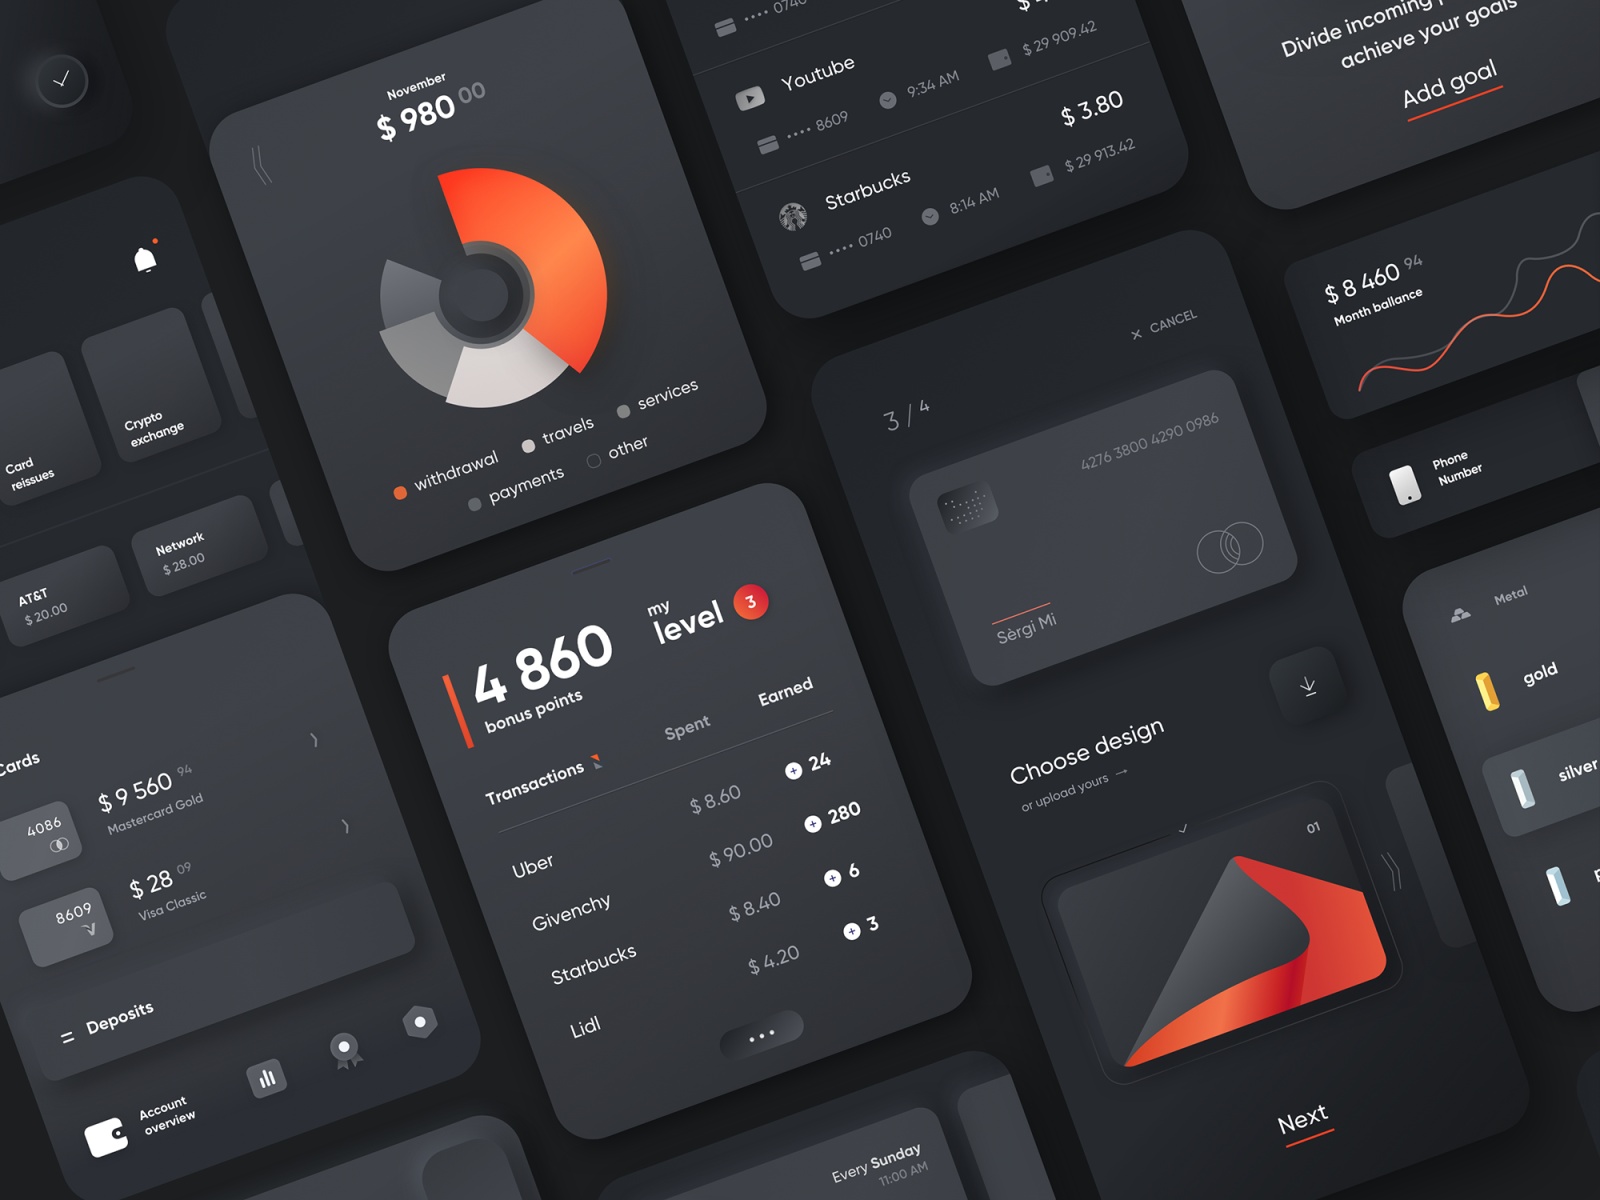 Card
reissues
Crypto
exchange
AT&T
$ 20.00
Network
$ 28.00
Cards
4086
$ 9 560 94
Mastercard Gold
8609
$ 28 09
Visa Classic
Deposits
Account
overview
November
$ 980 00
withdrawal
travels
services
payments
other
4 860
bonus points
my
level 3
Transactions
Spent
Earned
Uber
$ 8.60
24
Givenchy
$ 90.00
280
Starbucks
$ 8.40
6
Lidl
$ 4.20
3
•••• 0740
Youtube
•••• 8609
9:34 AM
$ 29 909.42
$ 3.80
Starbucks
•••• 0740
8:14 AM
$ 29 913.42
CANCEL
3 / 4
4276 3800 4290 0986
Sèrgi Mi
Choose design
or upload yours →
01
Next
Every Sunday
11:00 AM
Divide incoming
achieve your goals
Add goal
$ 8 460 94
Month ballance
Phone
Number
Metal
gold
silver